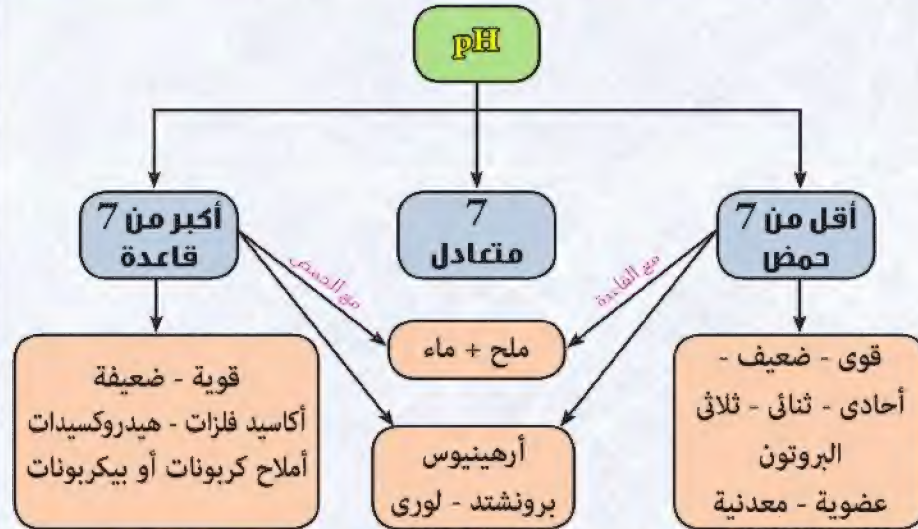 pH
أقل من 7
حمض
7
متعادل
أكبر من 7
قاعدة
مع القاعدة
مع الحمض
ملح + ماء
قوى - ضعيف -
أحادى - ثنائى - ثلاثى
البروتون
عضوية - معدنية
أرهينيوس
برونشتد - لورى
قوية - ضعيفة
أكاسيد فلزات - هيدروكسيدات
أملاح كربونات أو بيكربونات